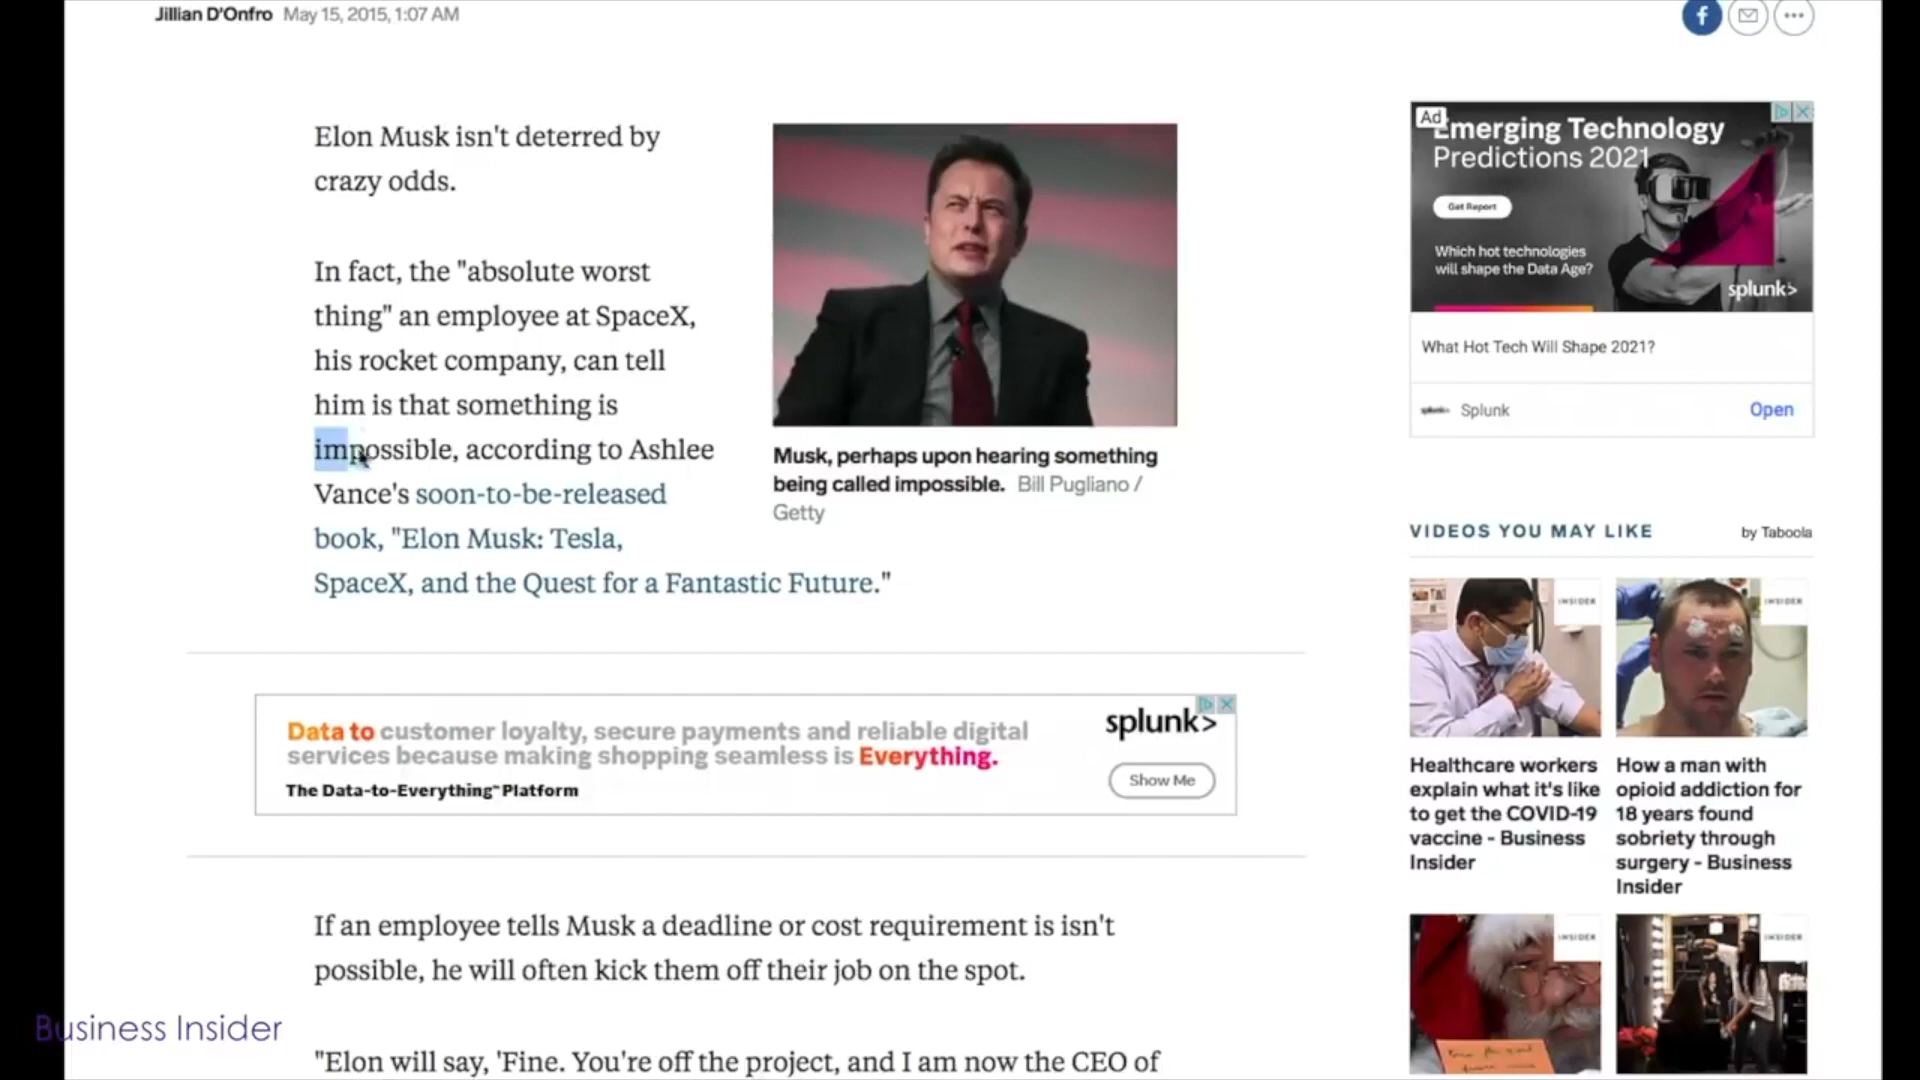 Jillian D'Onfro May 15, 2015, 1:07 AM
Elon Musk isn't deterred by
crazy odds.
In fact, the "absolute worst
thing" an employee at SpaceX,
his rocket company, can tell
him is that something is
impossible, according to Ashlee
Vance's soon-to-be-released
book, "Elon Musk: Tesla,
SpaceX, and the Quest for a Fantastic Future."
Musk, perhaps upon hearing something
being called impossible. Bill Pugliano /
Getty
Data to customer loyalty, secure payments and reliable digital
services because making shopping seamless is Everything.
The Data-to-Everything™ Platform
splunk>
Show Me
If an employee tells Musk a deadline or cost requirement is isn't
possible, he will often kick them off their job on the spot.
"Elon will say, 'Fine. You're off the project, and I am now the CEO of
Business Insider
Ad
Emerging Technology
Predictions 2021
Get Report
Which hot technologies
will shape the Data Age?
splunk>
What Hot Tech Will Shape 2021?
splunk> Splunk Open
VIDEOS YOU MAY LIKE by Taboola
INSIDER
INSIDER
Healthcare workers
explain what it's like
to get the COVID-19
vaccine - Business
Insider
How a man with
opioid addiction for
18 years found
sobriety through
surgery - Business
Insider
INSIDER
INSIDER